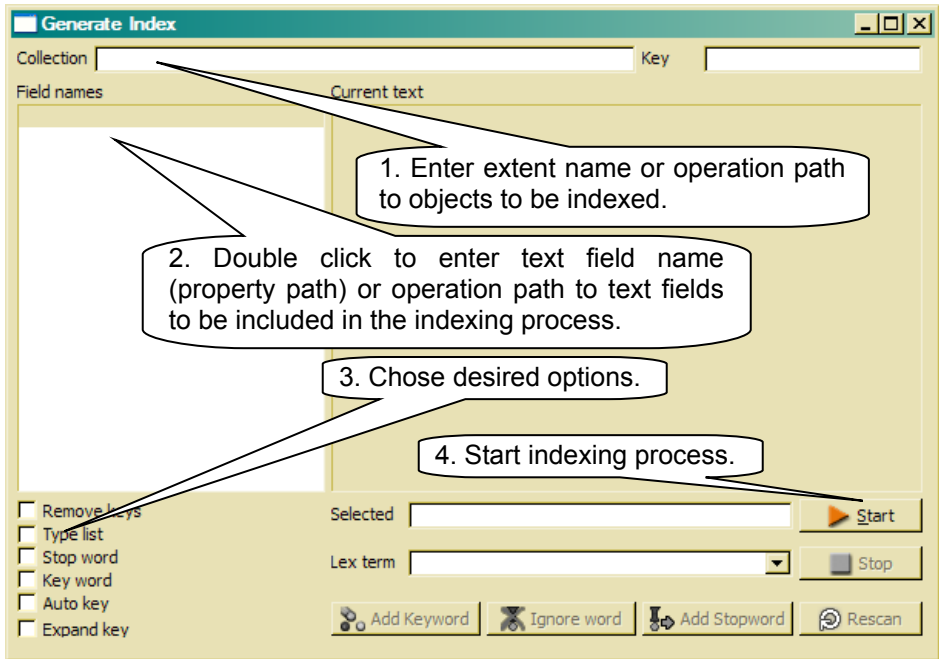 Generate Index
Collection Key
Field names Current text
1. Enter extent name or operation path
to objects to be indexed.
2. Double click to enter text field name
(property path) or operation path to text fields
to be included in the indexing process.
3. Chose desired options.
4. Start indexing process.
Remove keys Selected Start
Type list
Stop word Lex term Stop
Key word
Auto key Add Keyword Ignore word Add Stopword Rescan
Expand key